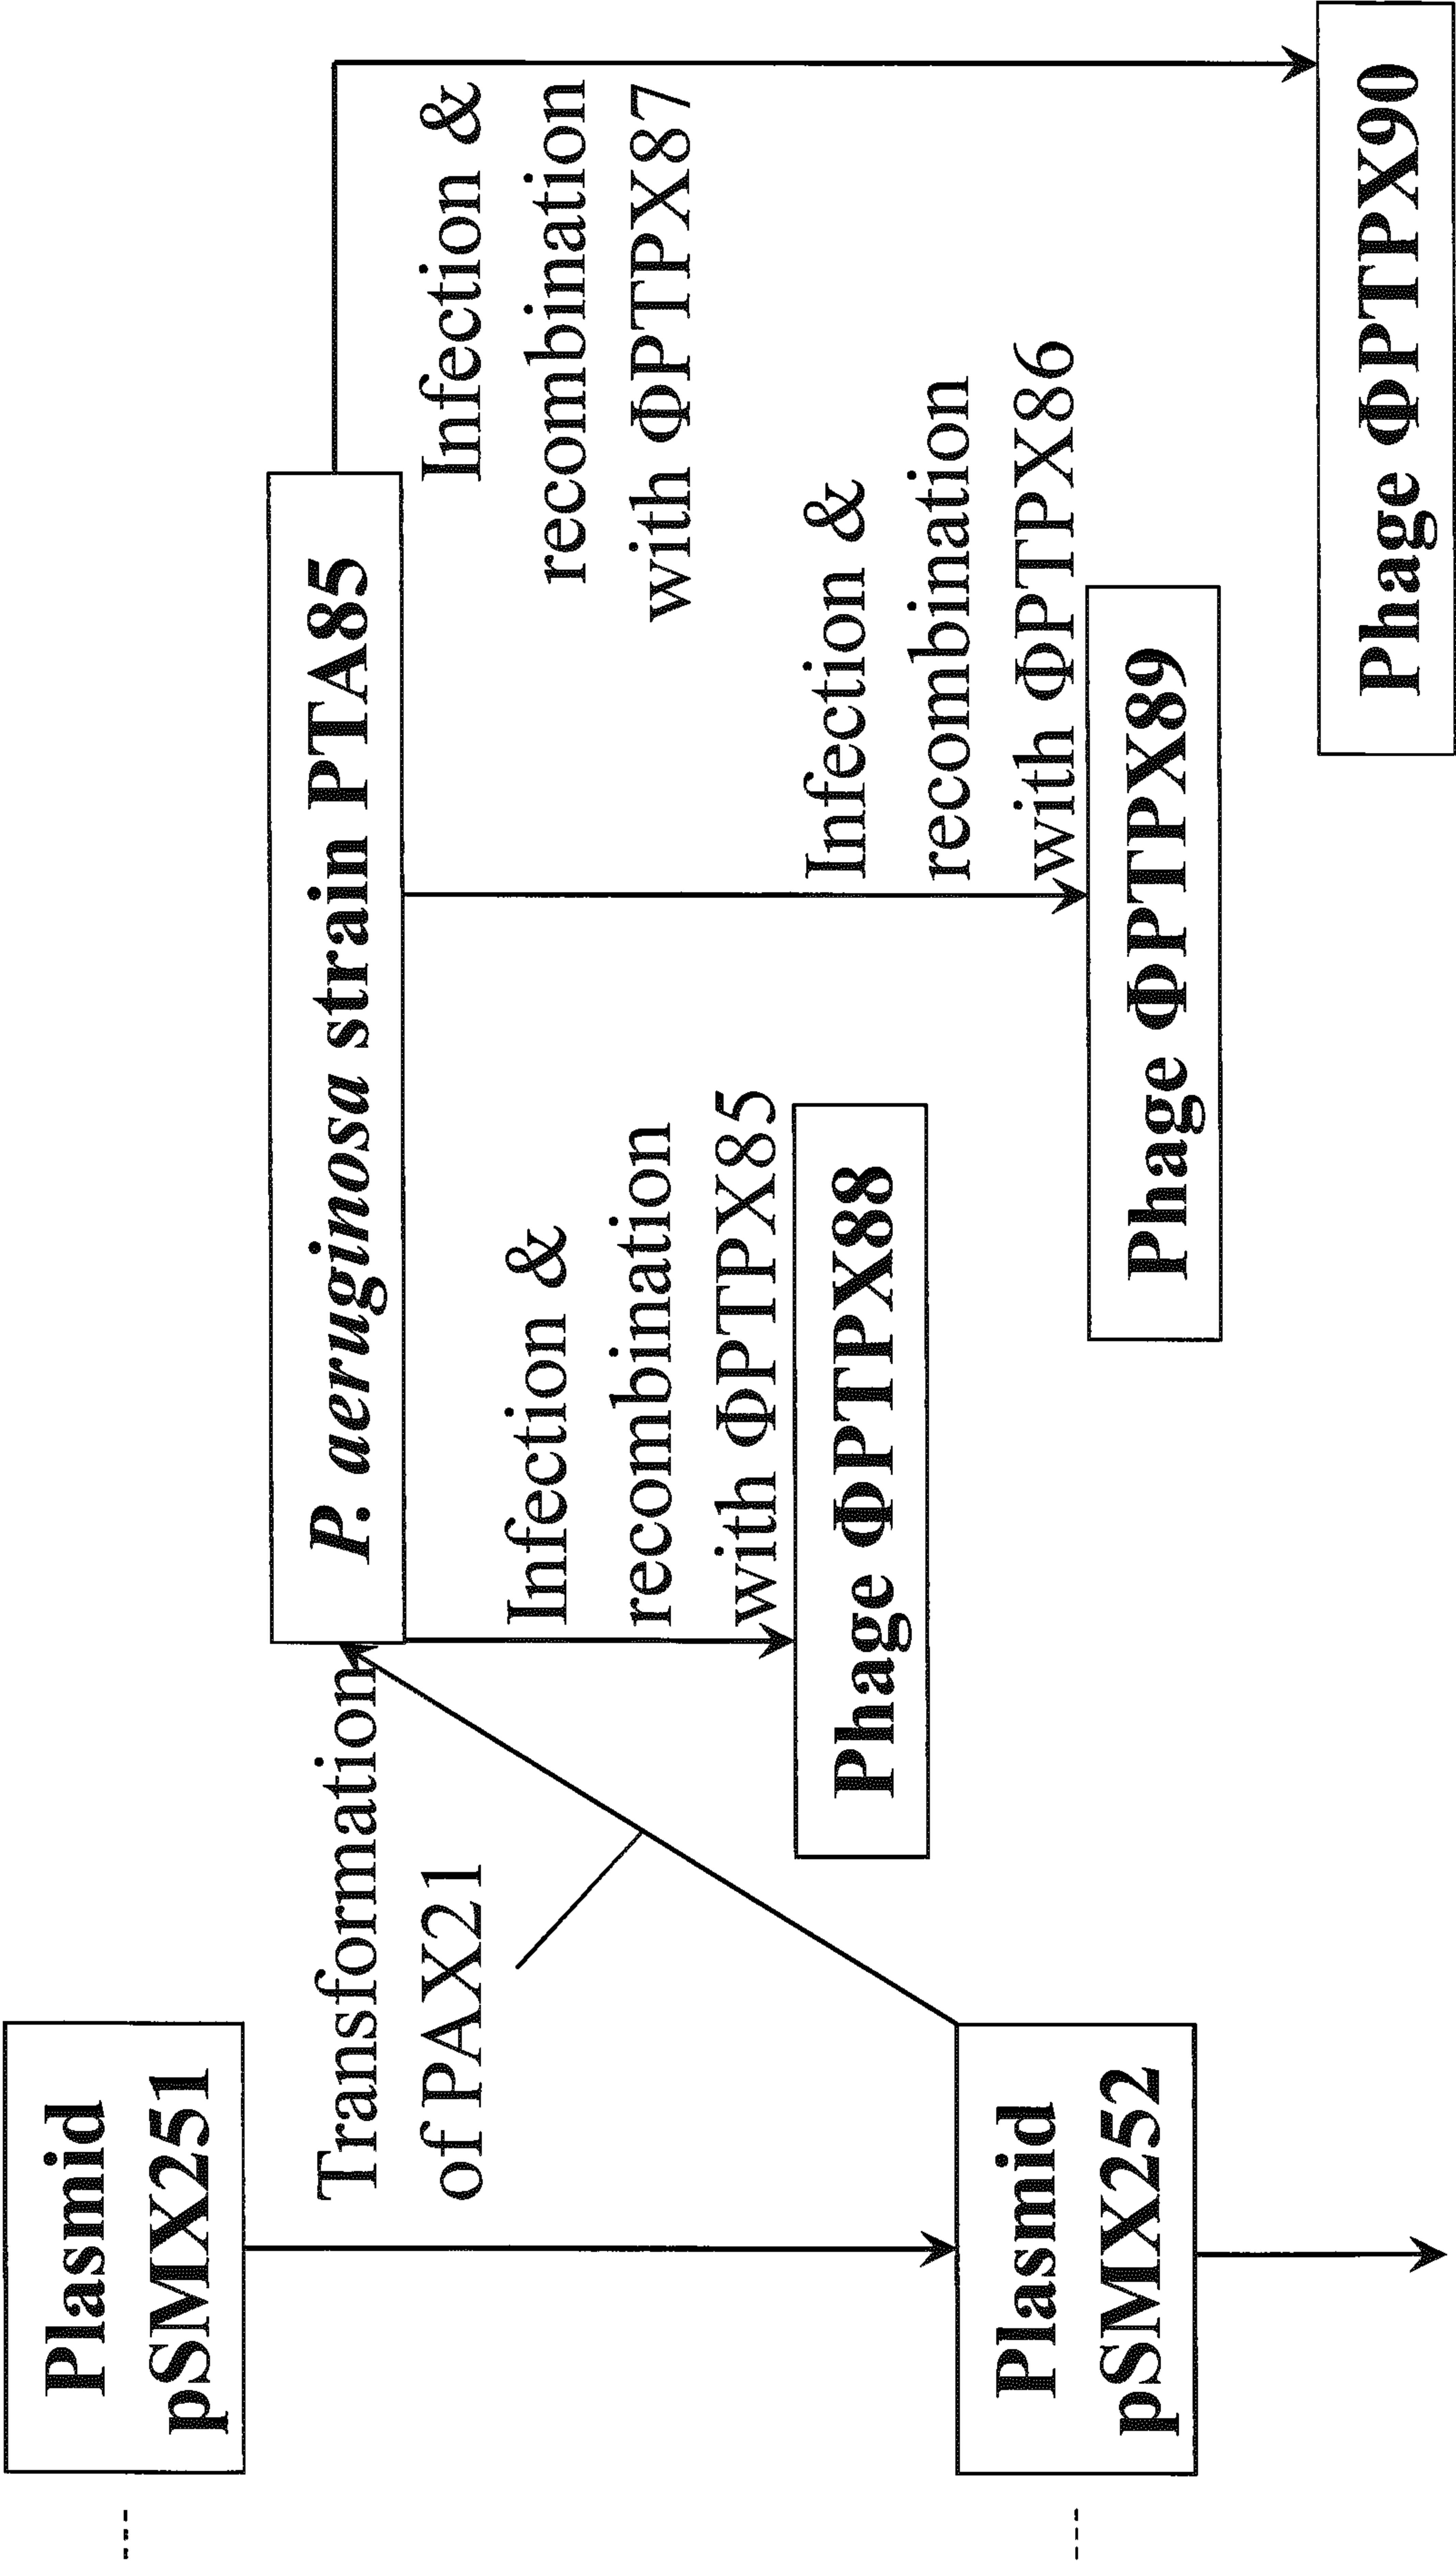 Plasmid
pSMX251
Transformation
of PAX21
P. aeruginosa strain PTA85
Infection &
recombination
with ΦPTPX85
Phage ΦPTPX88
Infection &
recombination
with ΦPTPX86
Phage ΦPTPX89
Infection &
recombination
with ΦPTPX87
Phage ΦPTPX90
Plasmid
pSMX252